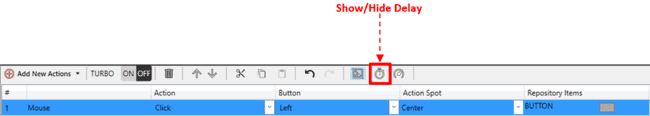 Show/Hide Delay
Add New Actions TURBO ON OFF
# Action Button Action Spot Repository Items
1 Mouse Click Left Center BUTTON